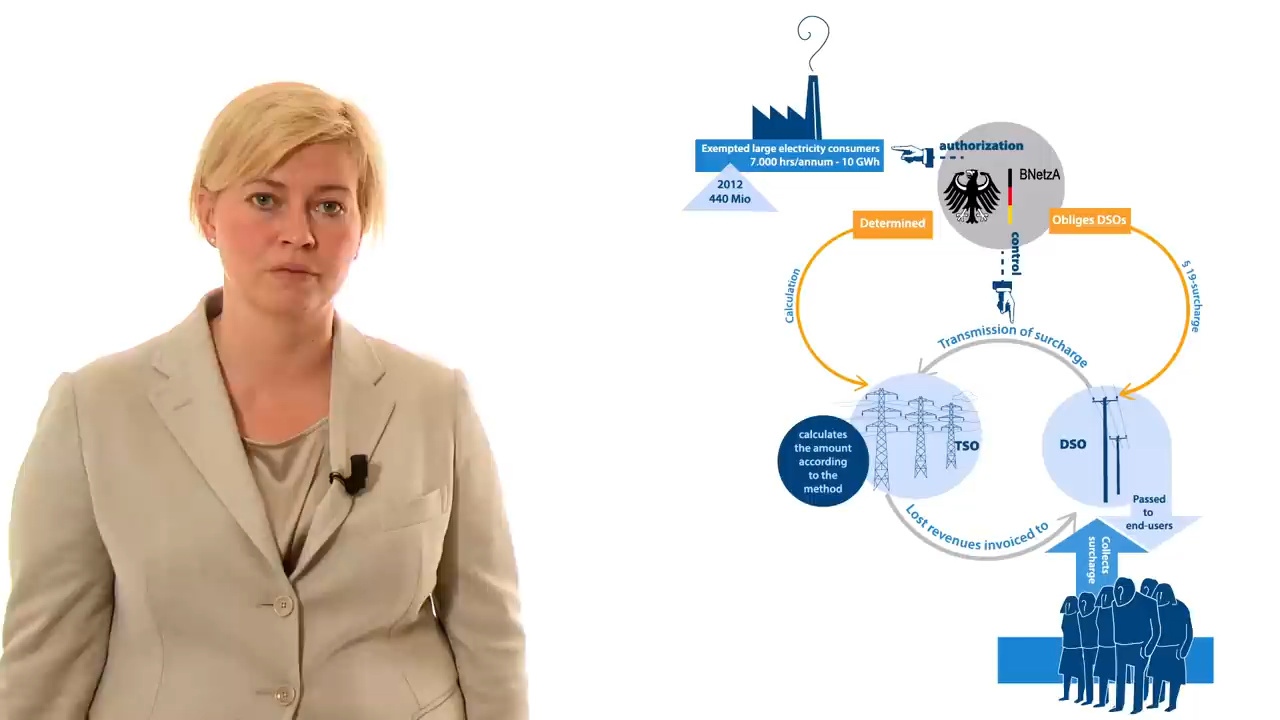 Exempted large electricity consumers
7.000 hrs/annum - 10 GWh
2012
440 Mio
authorization
BNetzA
Determined
Obliges DSOs
control
Calculation
§ 19-surcharge
Transmission of surcharge
calculates
the amount
according
to the
method
TSO
DSO
Passed
to
end-users
Lost revenues invoiced to
Collects
surcharge